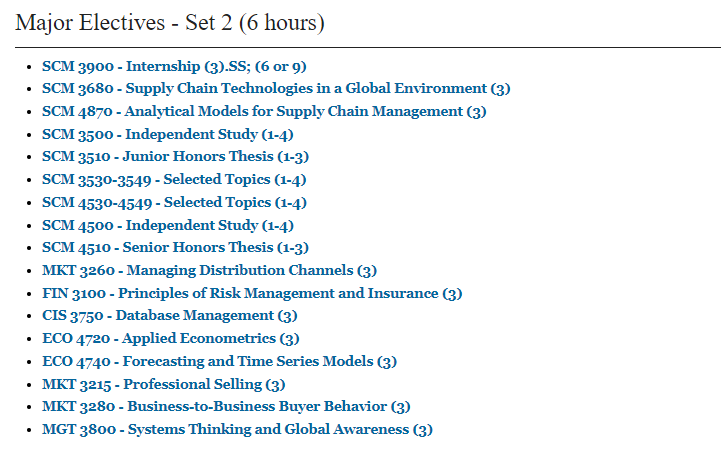 Major Electives - Set 2 (6 hours)
SCM 3900 - Internship (3).SS; (6 or 9)
SCM 3680 - Supply Chain Technologies in a Global Environment (3)
SCM 4870 - Analytical Models for Supply Chain Management (3)
SCM 3500 - Independent Study (1-4)
SCM 3510 - Junior Honors Thesis (1-3)
SCM 3530-3549 - Selected Topics (1-4)
SCM 4530-4549 - Selected Topics (1-4)
SCM 4500 - Independent Study (1-4)
SCM 4510 - Senior Honors Thesis (1-3)
MKT 3260 - Managing Distribution Channels (3)
FIN 3100 - Principles of Risk Management and Insurance (3)
CIS 3750 - Database Management (3)
ECO 4720 - Applied Econometrics (3)
ECO 4740 - Forecasting and Time Series Models (3)
MKT 3215 - Professional Selling (3)
MKT 3280 - Business-to-Business Buyer Behavior (3)
MGT 3800 - Systems Thinking and Global Awareness (3)